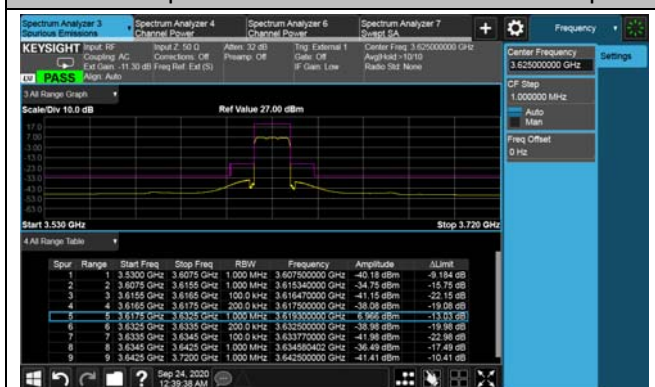 Spectrum Analyzer 3
Spurious Emissions
Spectrum Analyzer 4
Channel Power
Spectrum Analyzer 6
Channel Power
Spectrum Analyzer 7
Swept SA
Frequency
KEYSIGHT
Input: RF
Coupling: AC
Ext Gain: -11.30 dB
Align: Auto
Input Z: 50 Ω
Corrections: Off
Freq Ref: Ext (S)
Atten: 32 dB
Preamp: Off
Trig: External 1
Gate: Off
IF Gain: Low
Center Freq: 3.625000000 GHz
Avg|Hold:>10/10
Radio Std: None
PASS
Center Frequency
3.625000000 GHz
Settings
CF Step
1.000000 MHz
Auto
Man
Freq Offset
0 Hz
3 All Range Graph
Scale/Div 10.0 dB
Ref Value 27.00 dBm
17.0
7.00
-3.00
-13.0
-23.0
-33.0
-43.0
-53.0
-63.0
Start 3.530 GHz
Stop 3.720 GHz
4 All Range Table
Spur Range Start Freq Stop Freq RBW Frequency Amplitude ΔLimit
1 1 3.5300 GHz 3.6075 GHz 1.000 MHz 3.607500000 GHz -40.18 dBm -9.184 dB
2 2 3.6075 GHz 3.6155 GHz 1.000 MHz 3.615340000 GHz -34.75 dBm -15.75 dB
3 3 3.6155 GHz 3.6165 GHz 100.0 kHz 3.616470000 GHz -41.15 dBm -22.15 dB
4 4 3.6165 GHz 3.6175 GHz 200.0 kHz 3.617500000 GHz -38.08 dBm -19.08 dB
5 5 3.6175 GHz 3.6325 GHz 1.000 MHz 3.619300000 GHz 6.966 dBm -13.03 dB
6 6 3.6325 GHz 3.6335 GHz 200.0 kHz 3.632500000 GHz -38.98 dBm -19.98 dB
7 7 3.6335 GHz 3.6345 GHz 100.0 kHz 3.633770000 GHz -41.98 dBm -22.98 dB
8 8 3.6345 GHz 3.6425 GHz 1.000 MHz 3.634580402 GHz -36.49 dBm -17.49 dB
9 9 3.6425 GHz 3.7200 GHz 1.000 MHz 3.642500000 GHz -41.41 dBm -10.41 dB
Sep 24, 2020
12:39:38 AM